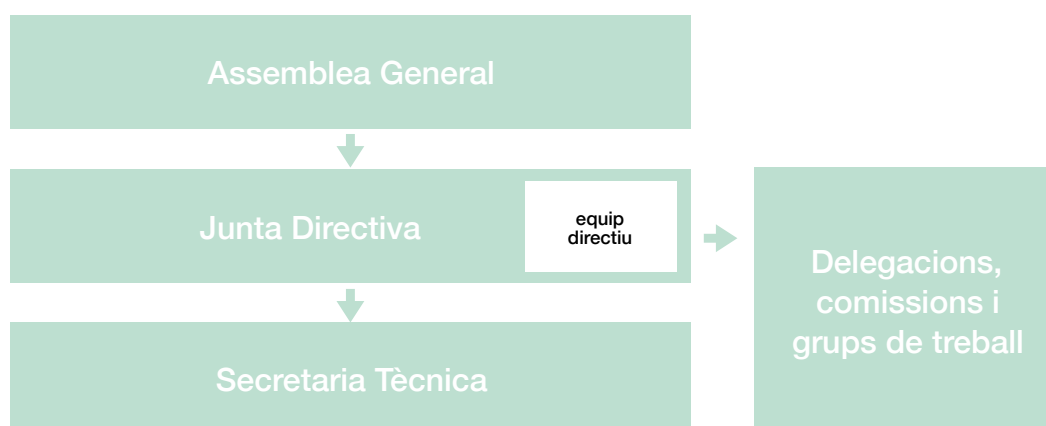 Assemblea General
Junta Directiva
equip
directiu
Delegacions,
comissions i
grups de treball
Secretaria Tècnica